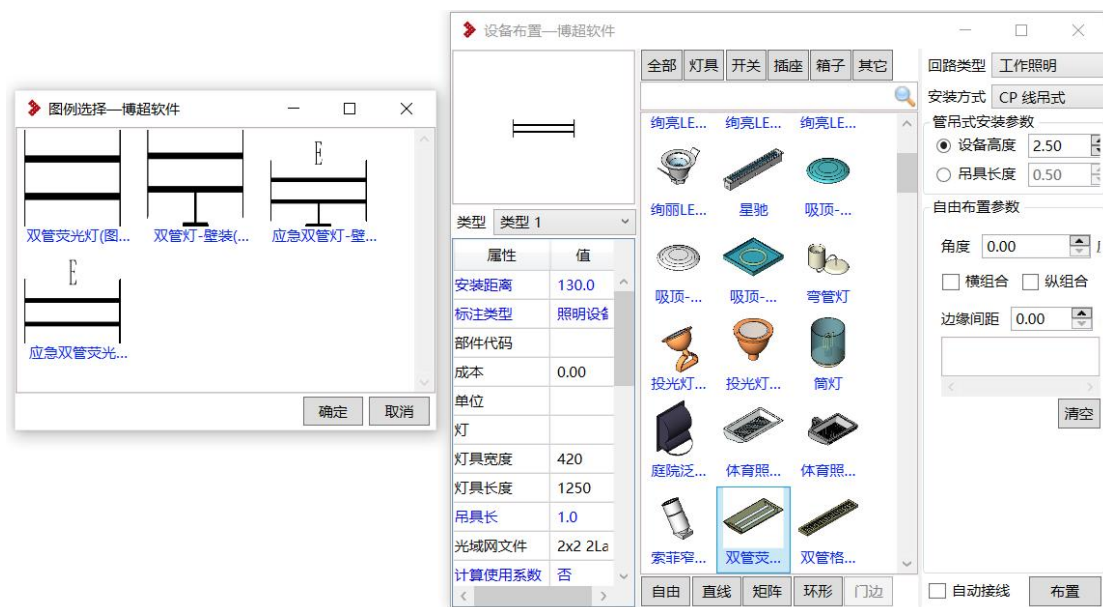 图例选择—博超软件
E
双管荧光灯(图...
双管灯-壁装(...
应急双管灯-壁...
E
应急双管荧光...
确定
取消
设备布置—博超软件
类型 类型 1
属性 值
安装距离 130.0
标注类型 照明设备
部件代码
成本 0.00
单位
灯
灯具宽度 420
灯具长度 1250
吊具长 1.0
光域网文件 2x2 2La
计算使用系数 否
全部 灯具 开关 插座 箱子 其它
绚亮LE... 绚亮LE... 绚亮LE...
绚丽LE... 星驰 吸顶-...
吸顶-... 吸顶-... 弯管灯
投光灯... 投光灯... 筒灯
庭院泛... 体育照... 体育照...
索菲窄... 双管荧... 双管格...
自由 直线 矩阵 环形 门边
回路类型 工作照明
安装方式 CP 线吊式
管吊式安装参数
设备高度 2.50
吊具长度 0.50
自由布置参数
角度 0.00
横组合 纵组合
边缘间距 0.00
清空
自动接线 布置